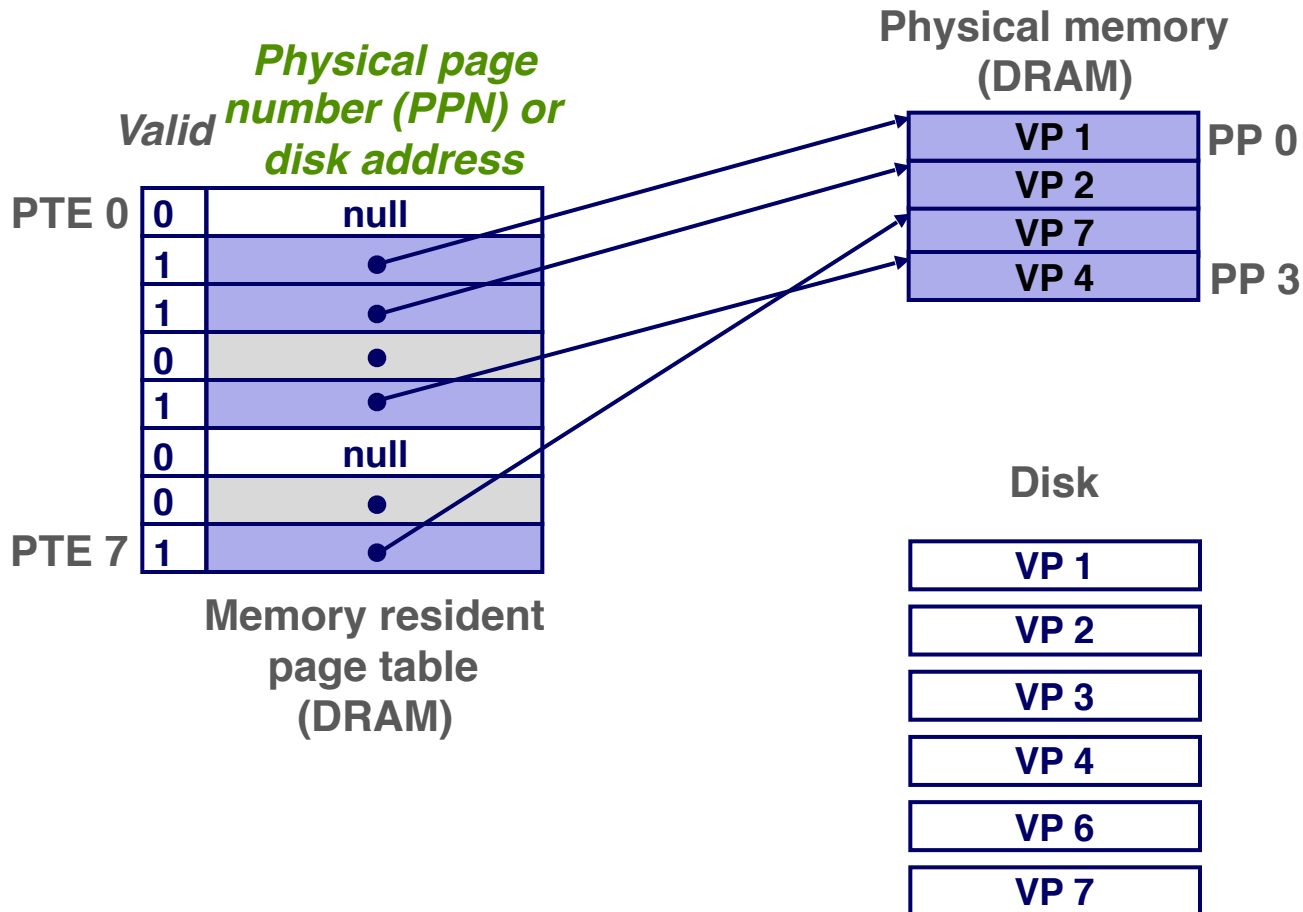 Physical page
number (PPN) or
disk address
Valid
PTE 0
0 null
1
1
0
1
0 null
0
PTE 7 1
Memory resident
page table
(DRAM)
Physical memory
(DRAM)
VP 1 PP 0
VP 2
VP 7
VP 4 PP 3
Disk
VP 1
VP 2
VP 3
VP 4
VP 6
VP 7